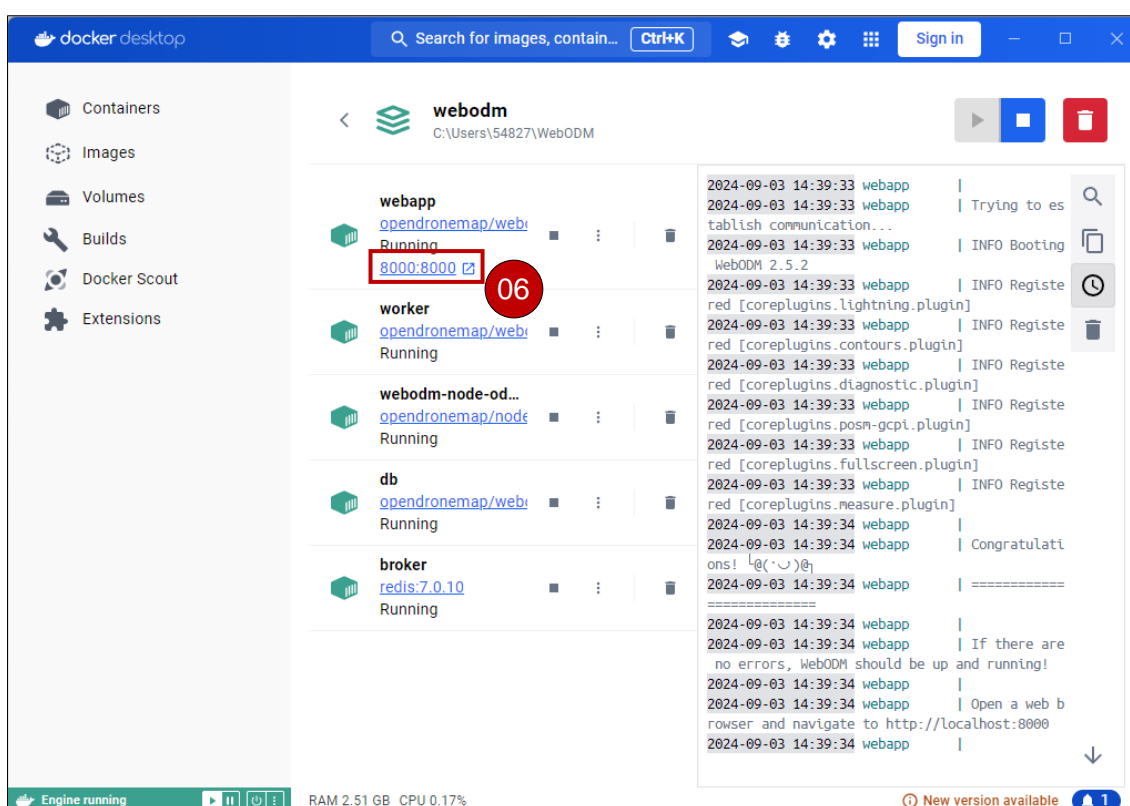 docker desktop
Search for images, contain... Ctrl+K
Sign in
Containers
Images
Volumes
Builds
Docker Scout
Extensions
webodm
C:\Users\54827\WebODM
webapp
opendronemap/webo
Running
8000:8000
06
worker
opendronemap/webo
Running
webodm-node-od...
opendronemap/node
Running
db
opendronemap/webo
Running
broker
redis:7.0.10
Running
2024-09-03 14:39:33 webapp |
2024-09-03 14:39:33 webapp | Trying to es
tablish communication...
2024-09-03 14:39:33 webapp | INFO Booting
WebODM 2.5.2
2024-09-03 14:39:33 webapp | INFO Registe
red [coreplugins.lightning.plugin]
2024-09-03 14:39:33 webapp | INFO Registe
red [coreplugins.contours.plugin]
2024-09-03 14:39:33 webapp | INFO Registe
red [coreplugins.diagnostic.plugin]
2024-09-03 14:39:33 webapp | INFO Registe
red [coreplugins.posm-gcpi.plugin]
2024-09-03 14:39:33 webapp | INFO Registe
red [coreplugins.fullscreen.plugin]
2024-09-03 14:39:33 webapp | INFO Registe
red [coreplugins.measure.plugin]
2024-09-03 14:39:34 webapp |
2024-09-03 14:39:34 webapp | Congratulati
ons! └@(･◡)@┐
2024-09-03 14:39:34 webapp | ============
==============
2024-09-03 14:39:34 webapp |
2024-09-03 14:39:34 webapp | If there are
no errors, WebODM should be up and running!
2024-09-03 14:39:34 webapp |
2024-09-03 14:39:34 webapp | Open a web b
rowser and navigate to http://localhost:8000
2024-09-03 14:39:34 webapp |
Engine running
RAM 2.51 GB CPU 0.17%
New version available
1